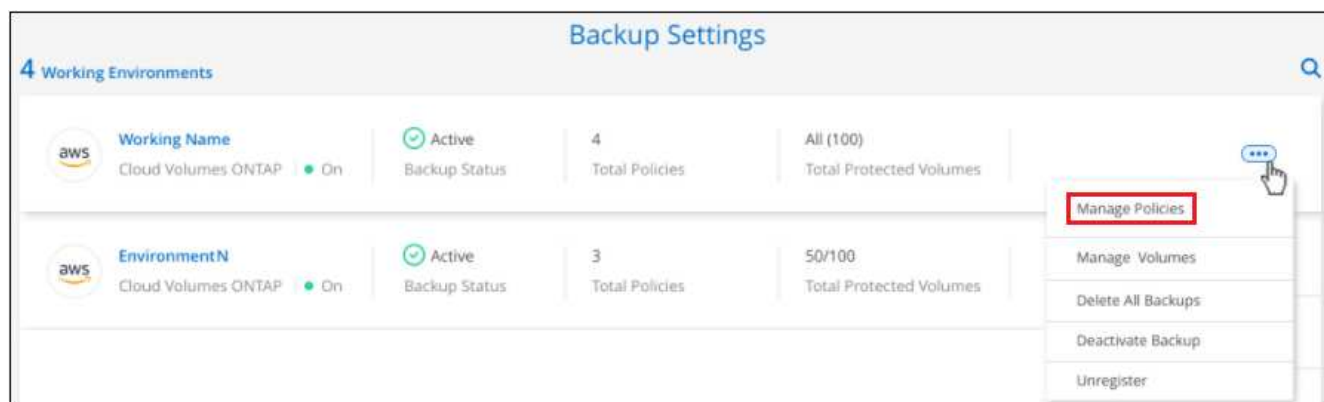 Backup Settings
4 Working Environments
aws
Working Name
Cloud Volumes ONTAP
On
Active
Backup Status
4
Total Policies
All (100)
Total Protected Volumes
Manage Policies
Manage Volumes
Delete All Backups
Deactivate Backup
Unregister
aws
EnvironmentN
Cloud Volumes ONTAP
On
Active
Backup Status
3
Total Policies
50/100
Total Protected Volumes